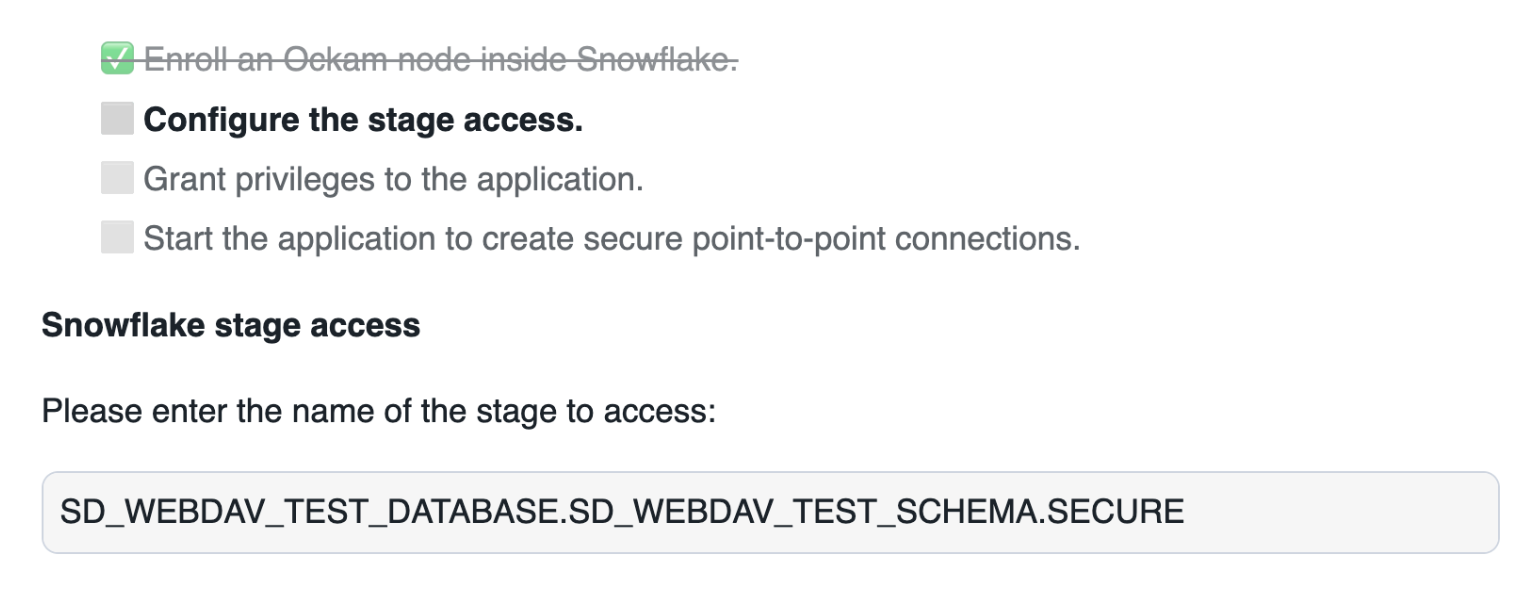 Enroll an Ockam node inside Snowflake.
Configure the stage access.
Grant privileges to the application.
Start the application to create secure point-to-point connections.
Snowflake stage access
Please enter the name of the stage to access:
SD_WEBDAV_TEST_DATABASE.SD_WEBDAV_TEST_SCHEMA.SECURE